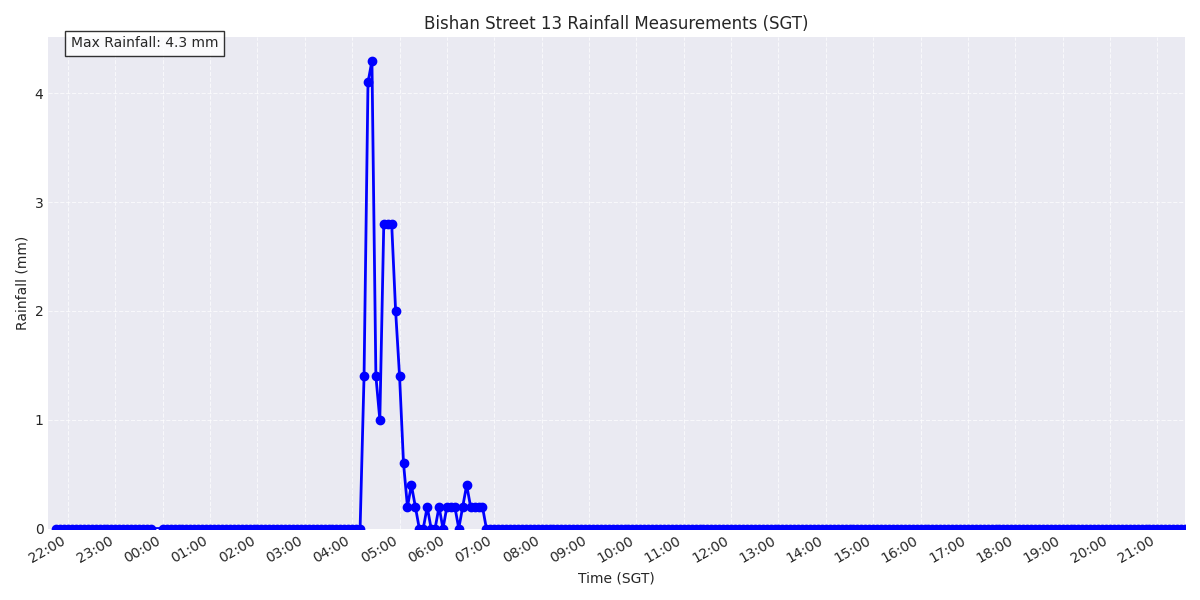 Bishan Street 13 Rainfall Measurements (SGT)
Max Rainfall: 4.3 mm
Rainfall (mm)
4
3
2
1
0
22:00 23:00 00:00 01:00 02:00 03:00 04:00 05:00 06:00 07:00 08:00 09:00 10:00 11:00 12:00 13:00 14:00 15:00 16:00 17:00 18:00 19:00 20:00 21:00
Time (SGT)